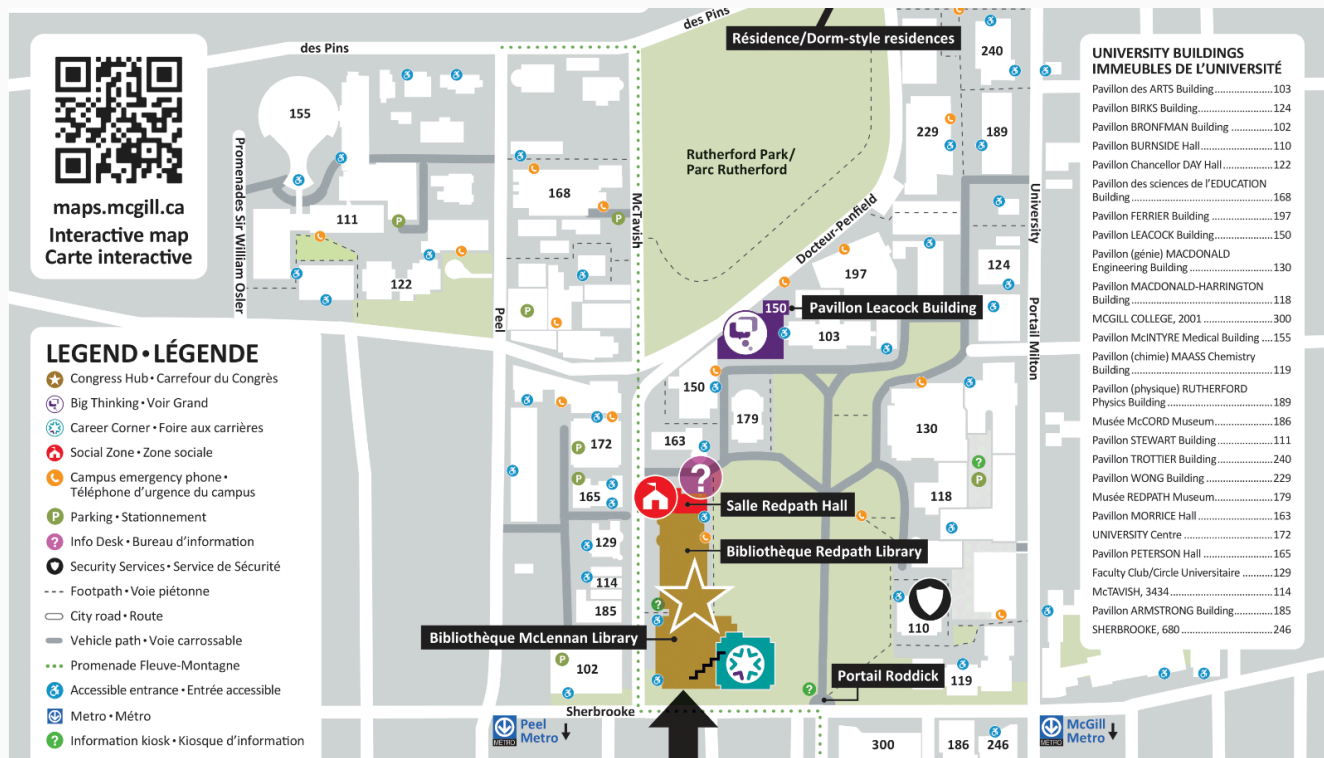 des Pins
des Pins
Résidence/Dorm-style residences
240
maps.mcgill.ca
Interactive map
Carte interactive
155
Promenades Sir William Osler
111
P
122
168
P
McTavish
Peel
P
Rutherford Park/
Parc Rutherford
Docteur-Penfield
229
189
University
197
124
Portail Milton
150
Pavillon Leacock Building
103
150
179
163
172
P
P
165
129
114
185
102
P
130
?
P
118
110
119
?
Salle Redpath Hall
Bibliothèque Redpath Library
?
Bibliothèque McLennan Library
Portail Roddick
?
Sherbrooke
METRO
Peel
Metro
300
186
246
METRO
McGill
Metro
LEGEND • LÉGENDE
Congress Hub • Carrefour du Congrès
Big Thinking • Voir Grand
Career Corner • Foire aux carrières
Social Zone • Zone sociale
Campus emergency phone •
Téléphone d'urgence du campus
P Parking • Stationnement
? Info Desk • Bureau d'information
Security Services • Service de Sécurité
Footpath • Voie piétonne
City road • Route
Vehicle path • Voie carrossable
Promenade Fleuve-Montagne
Accessible entrance • Entrée accessible
Metro • Métro
? Information kiosk • Kiosque d'information
UNIVERSITY BUILDINGS
IMMEUBLES DE L'UNIVERSITÉ
Pavillon des ARTS Building 103
Pavillon BIRKS Building 124
Pavillon BRONFMAN Building 102
Pavillon BURNSIDE Hall 110
Pavillon Chancellor DAY Hall 122
Pavillon des sciences de l'EDUCATION
Building 168
Pavillon FERRIER Building 197
Pavillon LEACOCK Building 150
Pavillon (génie) MACDONALD
Engineering Building 130
Pavillon MACDONALD-HARRINGTON
Building 118
MCGILL COLLEGE, 2001 300
Pavillon McINTYRE Medical Building 155
Pavillon (chimie) MAASS Chemistry
Building 119
Pavillon (physique) RUTHERFORD
Physics Building 189
Musée McCORD Museum 186
Pavillon STEWART Building 111
Pavillon TROTTIER Building 240
Pavillon WONG Building 229
Musée REDPATH Museum 179
Pavillon MORRICE Hall 163
UNIVERSITY Centre 172
Pavillon PETERSON Hall 165
Faculty Club/Circle Universitaire 129
McTAVISH, 3434 114
Pavillon ARMSTRONG Building 185
SHERBROOKE, 680 246